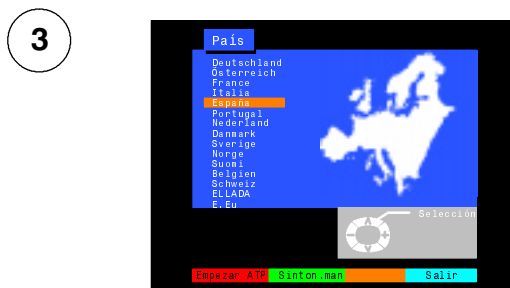 3
País
Deutschland
Österreich
France
Italia
España
Portugal
Nederland
Danmark
Sverige
Norge
Suomi
Belgien
Schweiz
ELLADA
E.Eu
Selección
Empezar ATP Sinton.man Salir